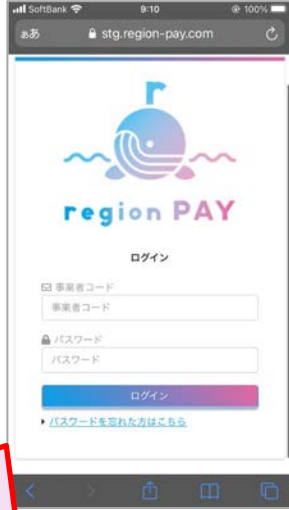 SoftBank 9:10 100%
ぁあ stg.region-pay.com
region PAY
ログイン
事業者コード
事業者コード
パスワード
パスワード
ログイン
パスワードを忘れた方はこちら